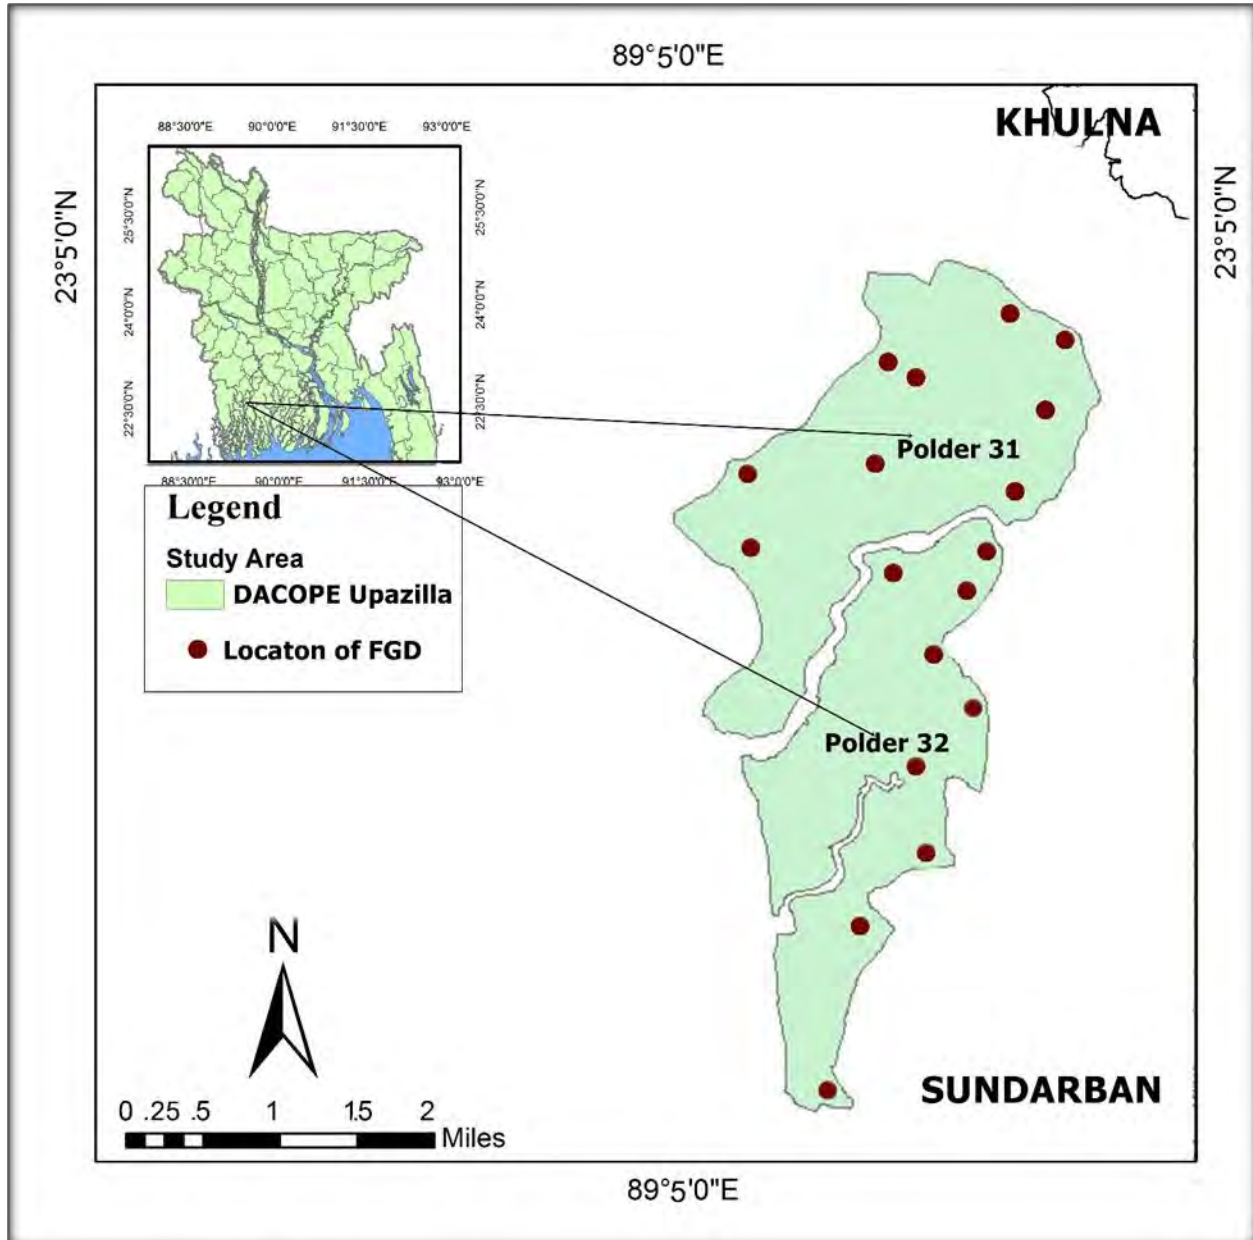 89°5'0"E
KHULNA
88°30'0"E 90°0'0"E 91°30'0"E 93°0'0"E
25°30'0"N
25°30'0"N
23°5'0"N
23°5'0"N
24°0'0"N
24°0'0"N
22°30'0"N
22°30'0"N
88°30'0"E 90°0'0"E 91°30'0"E 93°0'0"E
Polder 31
Legend
Study Area
DACOPE Upazilla
Locaton of FGD
Polder 32
N
SUNDARBAN
0 .25 .5 1 1.5 2
Miles
89°5'0"E